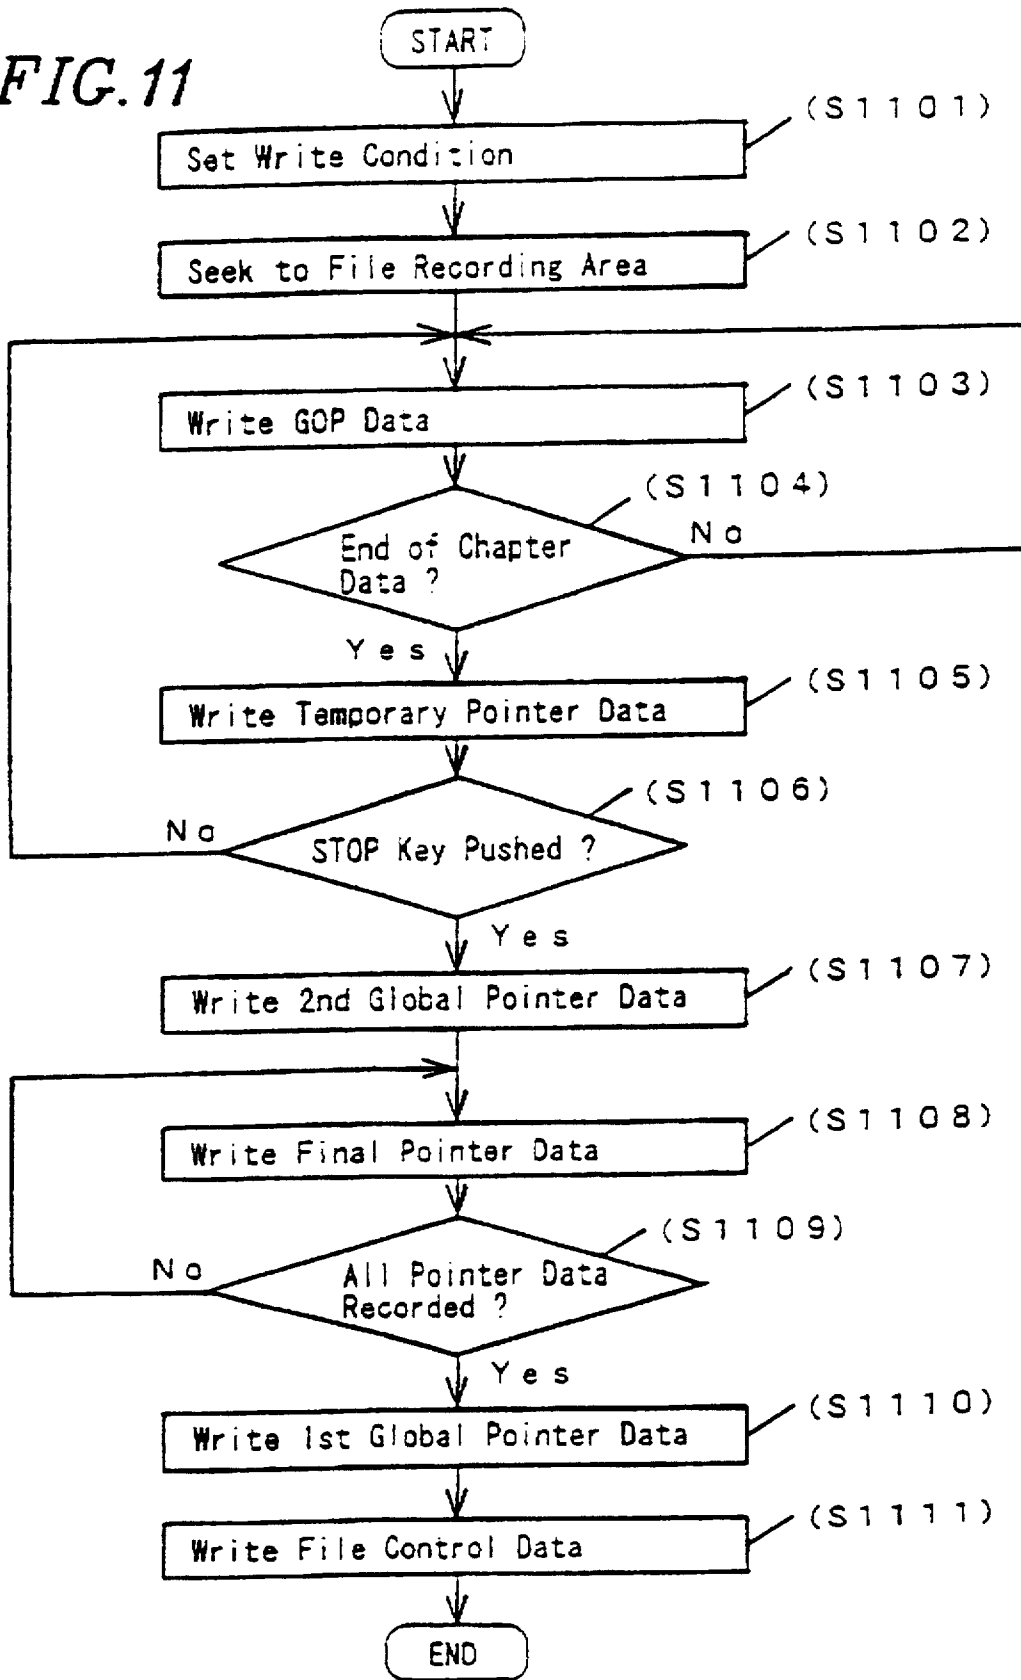 FIG.11
START
(S1101)
Set Write Condition
(S1102)
Seek to File Recording Area
(S1103)
Write GOP Data
(S1104)
End of Chapter
Data ?
No
Yes
(S1105)
Write Temporary Pointer Data
(S1106)
STOP Key Pushed ?
No
Yes
(S1107)
Write 2nd Global Pointer Data
(S1108)
Write Final Pointer Data
(S1109)
All Pointer Data
Recorded ?
No
Yes
(S1110)
Write 1st Global Pointer Data
(S1111)
Write File Control Data
END